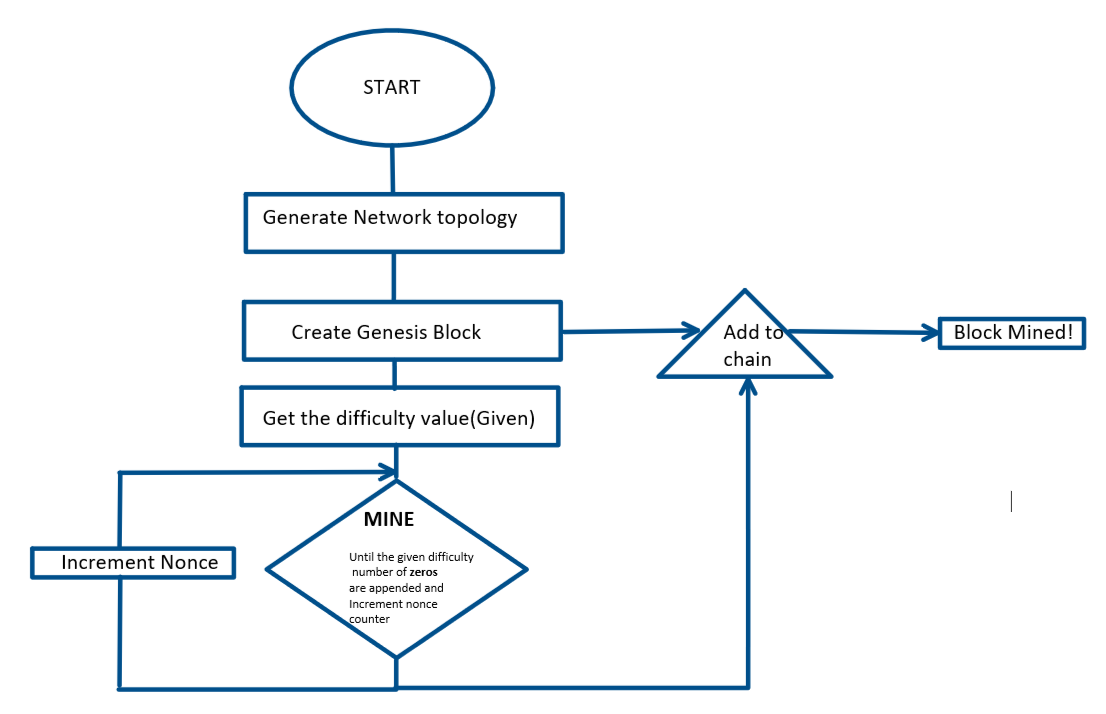 START
Generate Network topology
Create Genesis Block
Add to
chain
Block Mined!
Get the difficulty value(Given)
MINE
Until the given difficulty
number of zeros
are appended and
Increment nonce
counter
Increment Nonce